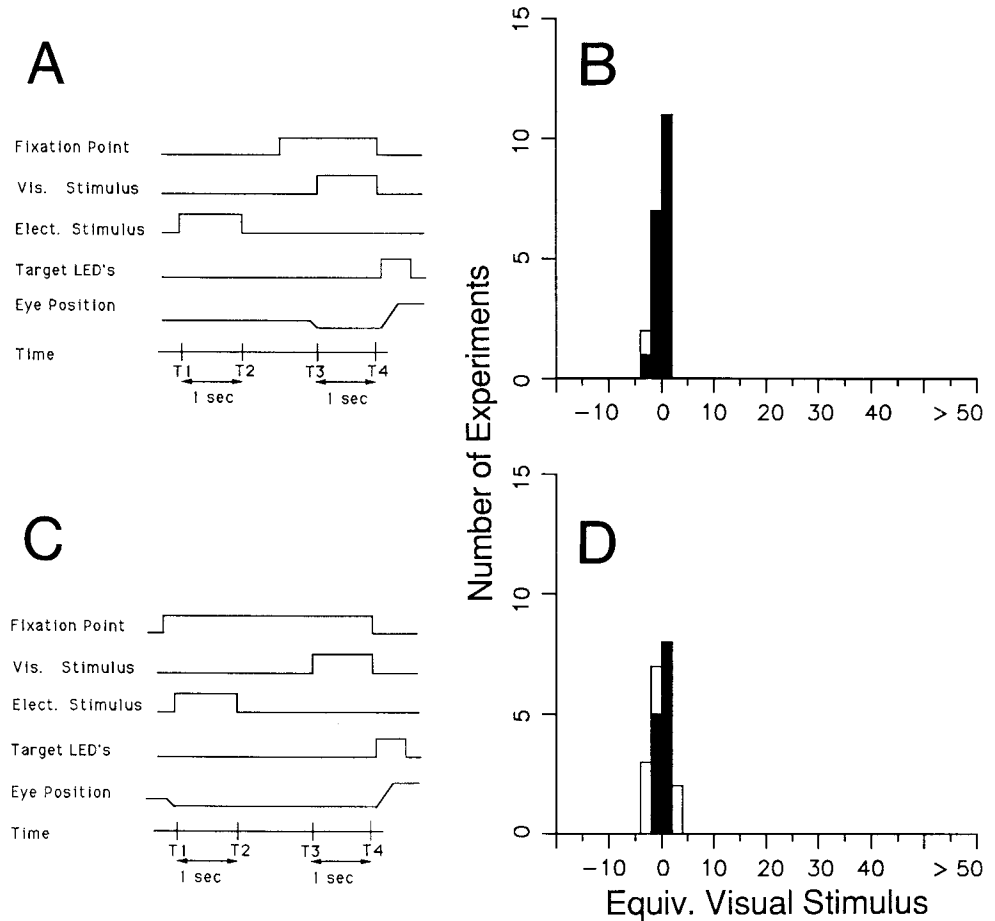 A
Fixation Point
Vis. Stimulus
Elect. Stimulus
Target LED's
Eye Position
Time
T1 T2 T3 T4
1 sec 1 sec
B
15
10
5
0
-10 0 10 20 30 40 > 50
Number of Experiments
C
Fixation Point
Vis. Stimulus
Elect. Stimulus
Target LED's
Eye Position
Time
T1 T2 T3 T4
1 sec 1 sec
D
15
10
5
0
-10 0 10 20 30 40 > 50
Equiv. Visual Stimulus